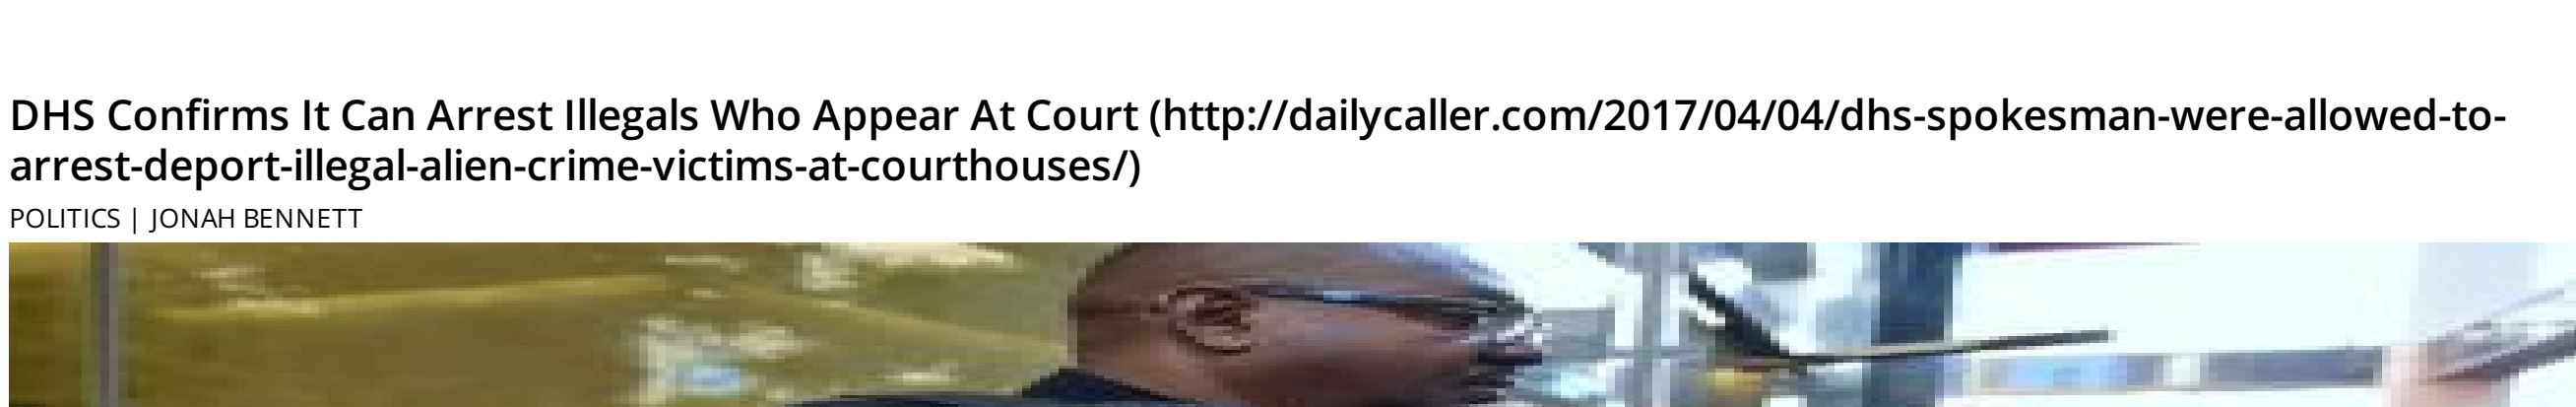 DHS Confirms It Can Arrest Illegals Who Appear At Court (http://dailycaller.com/2017/04/04/dhs-spokesman-were-allowed-to-
arrest-deport-illegal-alien-crime-victims-at-courthouses/)
POLITICS | JONAH BENNETT